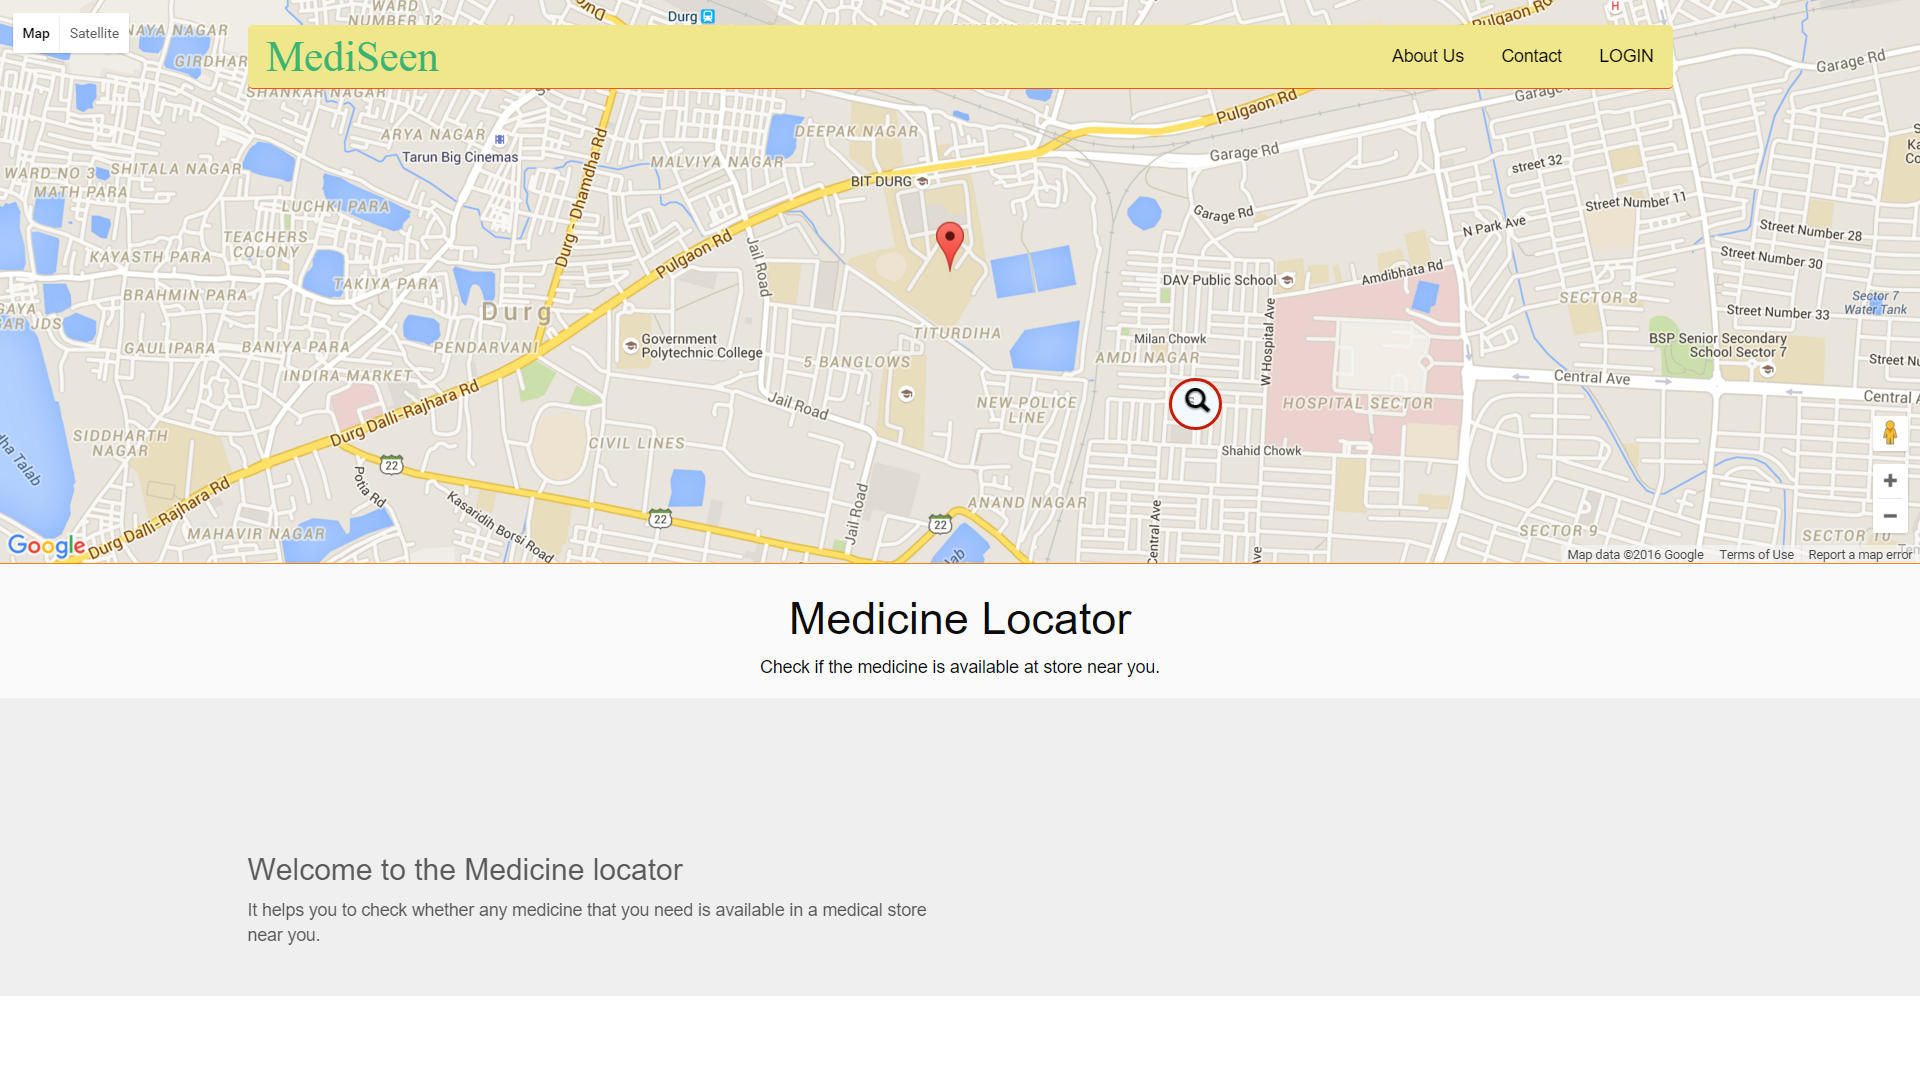 Map
Satellite
MediSeen
About Us
Contact
LOGIN
WARD
NUMBER 12
Durg
Pulgaon Rd
H
NAYA NAGAR
GIRDHAR
SHANKAR NAGAR
ARYA NAGAR
Tarun Big Cinemas
WARD NO 3
SHITALA NAGAR
MATH PARA
LUCHKI PARA
MALVIYA NAGAR
DEEPAK NAGAR
BIT DURG
Durg - Dhamdha Rd
Pulgaon Rd
Pulgaon Rd
Garage Rd
Garage Rd
Garage Rd
Garage Rd
street 32
Street Number 11
N Park Ave
Street Number 28
Street Number 30
Sector 7
Water Tank
Street Number 33
TEACHERS
COLONY
KAYASTH PARA
TAKIYA PARA
BRAHMIN PARA
Durg
Jail Road
DAV Public School
Amdibhata Rd
SECTOR 8
GAULIPARA
BANIYA PARA
PENDARVANI
INDIRA MARKET
Government
Polytechnic College
TITURDIHA
5 BANGLOWS
Milan Chowk
AMDI NAGAR
W Hospital Ave
BSP Senior Secondary
School Sector 7
Central Ave
HOSPITAL SECTOR
NEW POLICE
LINE
Jail Road
Durg Dalli-Rajhara Rd
SIDDHARTH
NAGAR
CIVIL LINES
Shahid Chowk
22
Potia Rd
Kasaridih Borsi Road
22
Jail Road
22
ANAND NAGAR
Central Ave
SECTOR 9
SECTOR 10
MAHAVIR NAGAR
Durg Dalli-Rajhara Rd
Google
Map data ©2016 Google
Terms of Use
Report a map error
Medicine Locator
Check if the medicine is available at store near you.
Welcome to the Medicine locator
It helps you to check whether any medicine that you need is available in a medical store
near you.